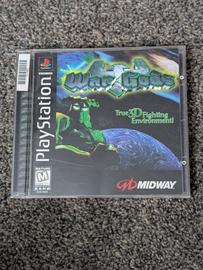 PlayStation
War Gods
True 3D Fighting
Environment!
M
MIDWAY